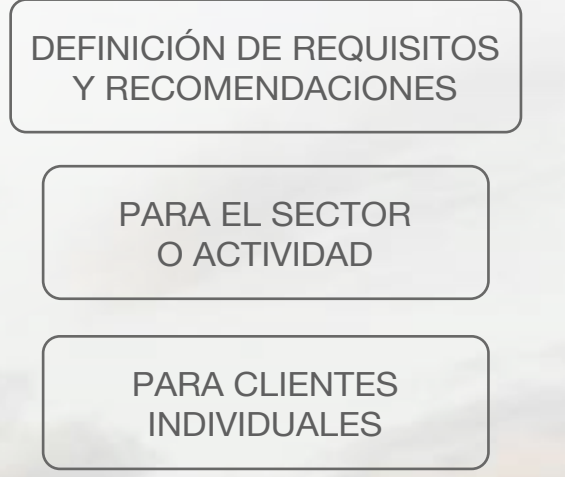 DEFINICIÓN DE REQUISITOS
Y RECOMENDACIONES
PARA EL SECTOR
O ACTIVIDAD
PARA CLIENTES
INDIVIDUALES